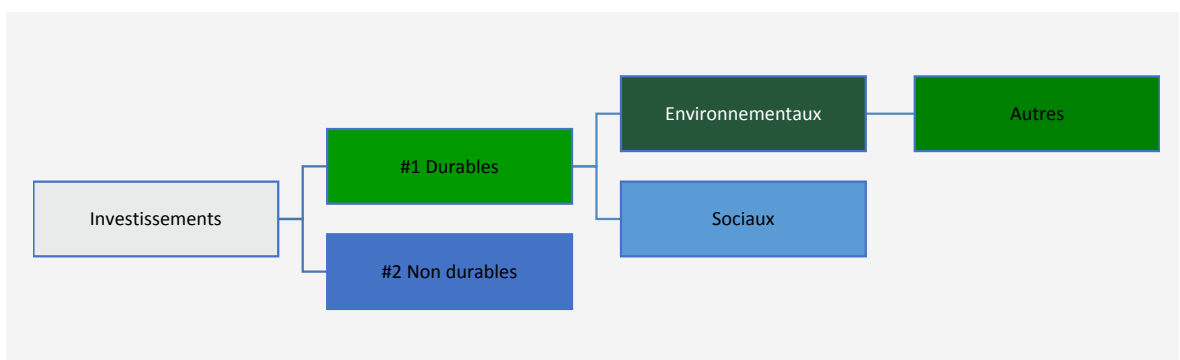 Environnementaux
Autres
#1 Durables
Investissements
Sociaux
#2 Non durables